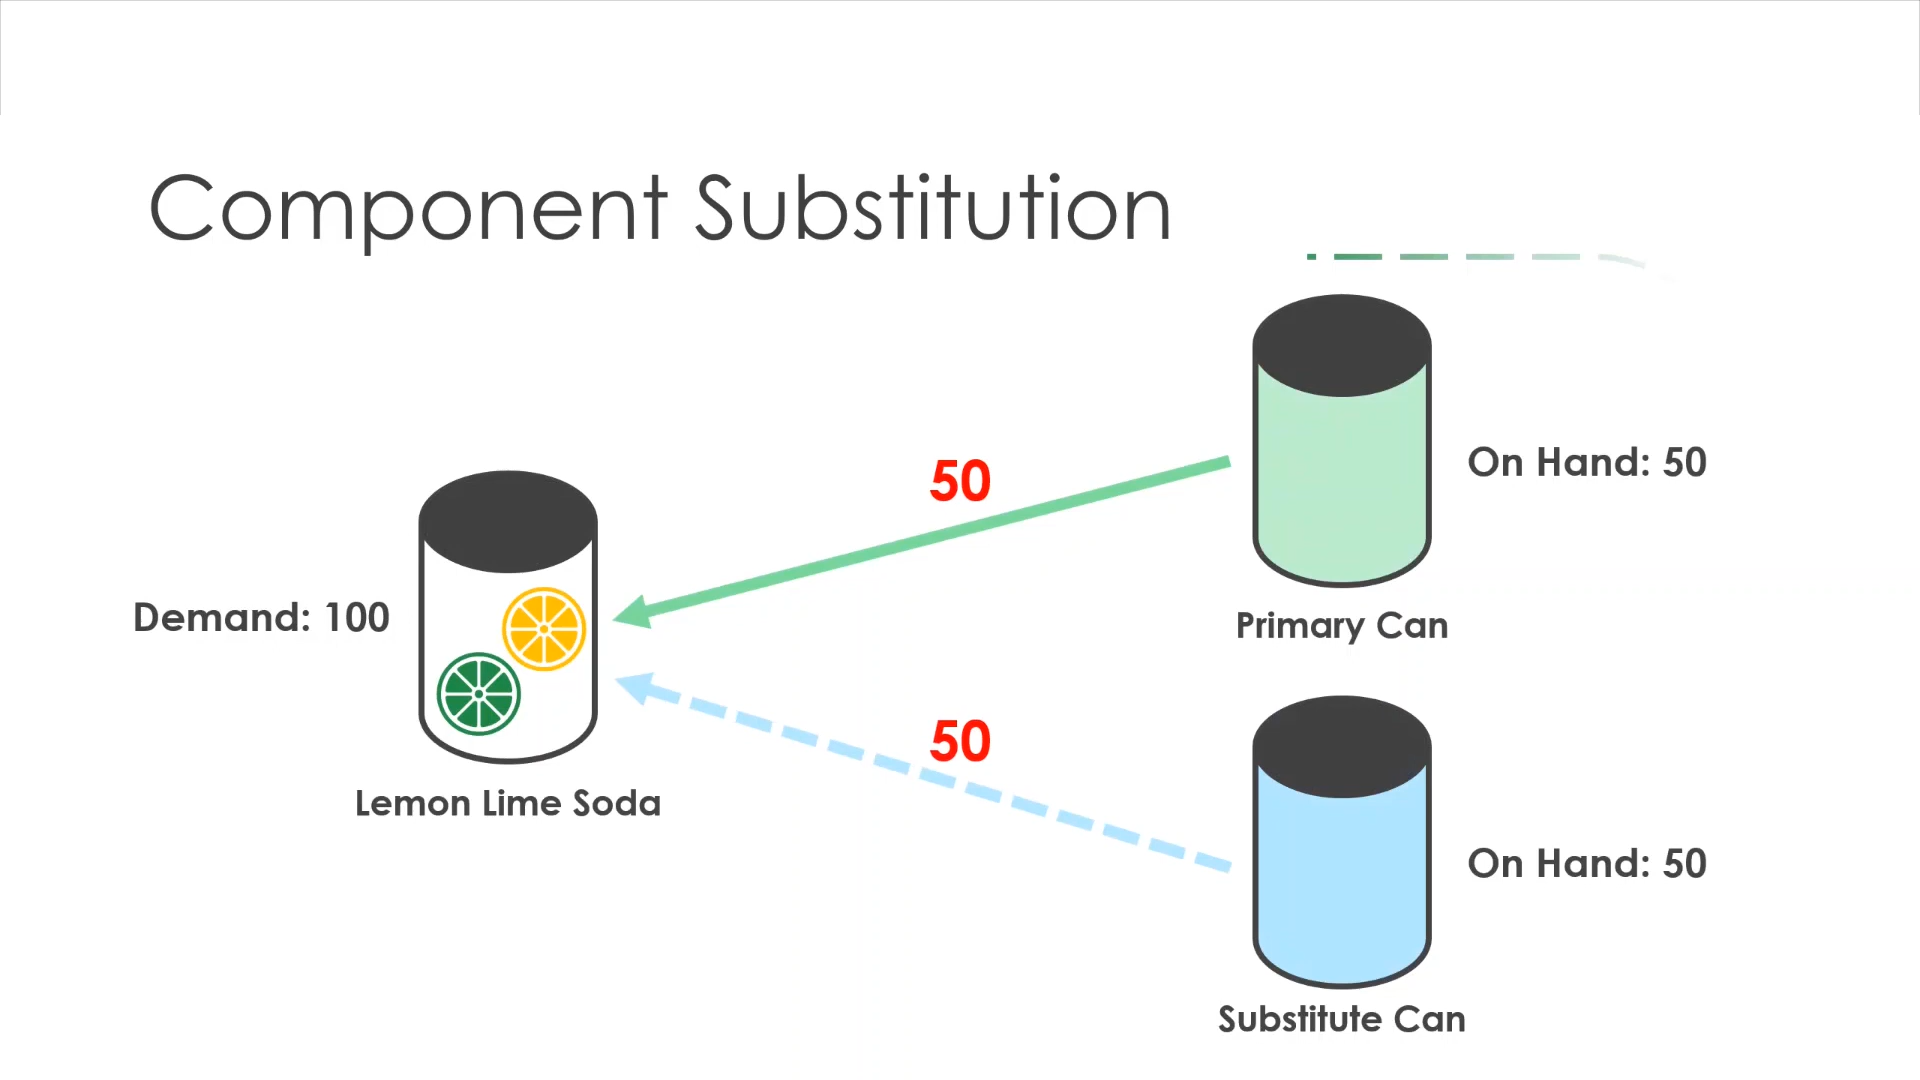 Component Substitution
50
On Hand: 50
Demand: 100
Primary Can
50
Lemon Lime Soda
On Hand: 50
Substitute Can